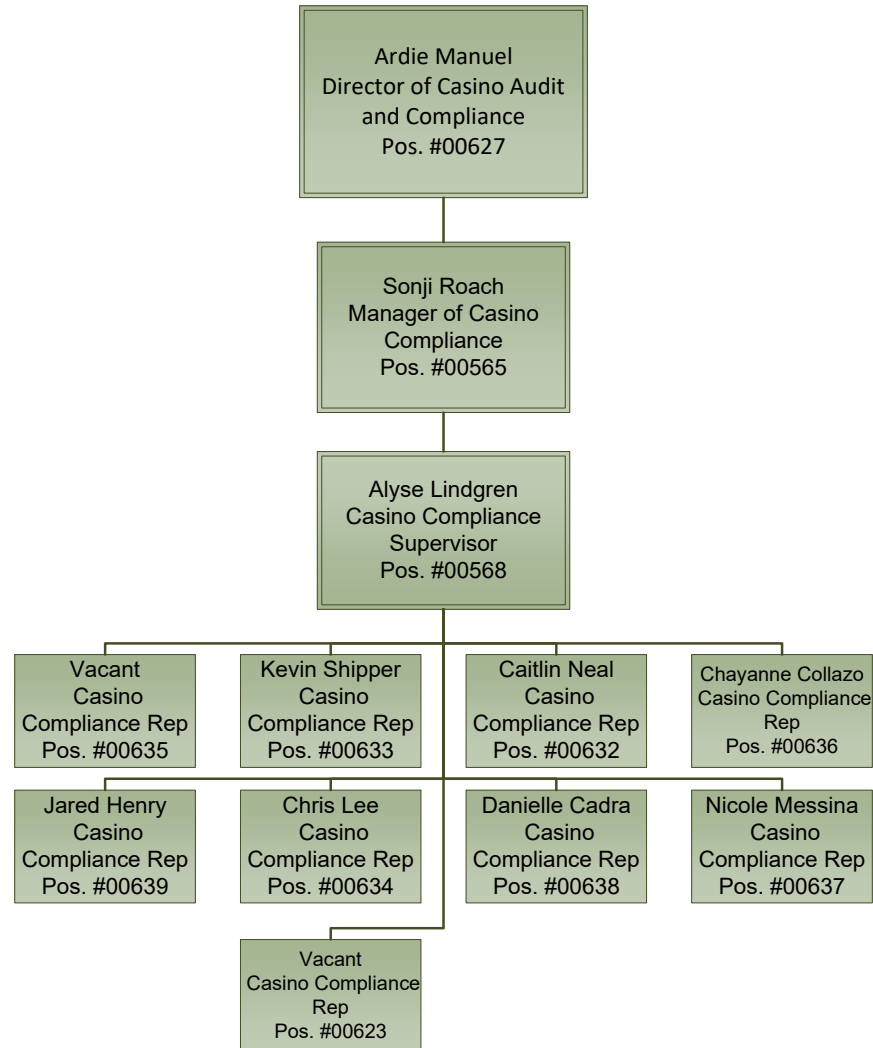 Ardie Manuel
Director of Casino Audit
and Compliance
Pos. #00627
Sonji Roach
Manager of Casino
Compliance
Pos. #00565
Alyse Lindgren
Casino Compliance
Supervisor
Pos. #00568
Vacant
Casino
Compliance Rep
Pos. #00635
Kevin Shipper
Casino
Compliance Rep
Pos. #00633
Caitlin Neal
Casino
Compliance Rep
Pos. #00632
Chayanne Collazo
Casino Compliance
Rep
Pos. #00636
Jared Henry
Casino
Compliance Rep
Pos. #00639
Chris Lee
Casino
Compliance Rep
Pos. #00634
Danielle Cadra
Casino
Compliance Rep
Pos. #00638
Nicole Messina
Casino
Compliance Rep
Pos. #00637
Vacant
Casino Compliance
Rep
Pos. #00623